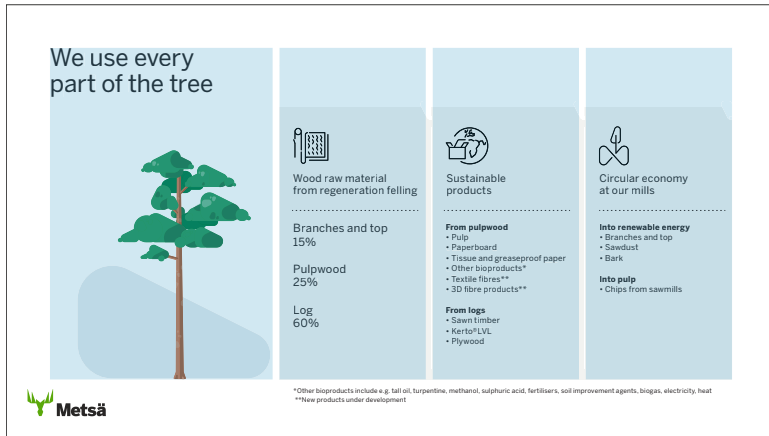 We use every
part of the tree
Wood raw material
from regeneration felling
Branches and top
15%
Pulpwood
25%
Log
60%
Sustainable
products
From pulpwood
• Pulp
• Paperboard
• Tissue and greaseproof paper
• Other bioproducts*
• Textile fibres**
• 3D fibre products**
From logs
• Sawn timber
• Kerto® LVL
• Plywood
Circular economy
at our mills
Into renewable energy
• Branches and top
• Sawdust
• Bark
Into pulp
• Chips from sawmills
*Other bioproducts include e.g. tall oil, turpentine, methanol, sulphuric acid, fertilisers, soil improvement agents, biogas, electricity, heat
**New products under development
Metsä